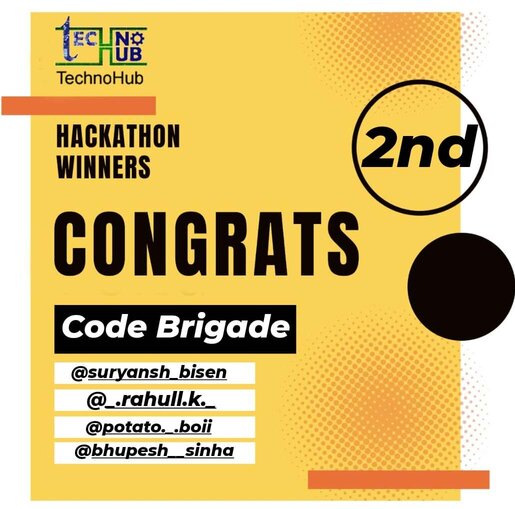 TECHNO
HUB
TechnoHub
HACKATHON
WINNERS
2nd
CONGRATS
Code Brigade
@suryansh_bisen
@_.rahull.k._
@potato._.boii
@bhupesh__sinha